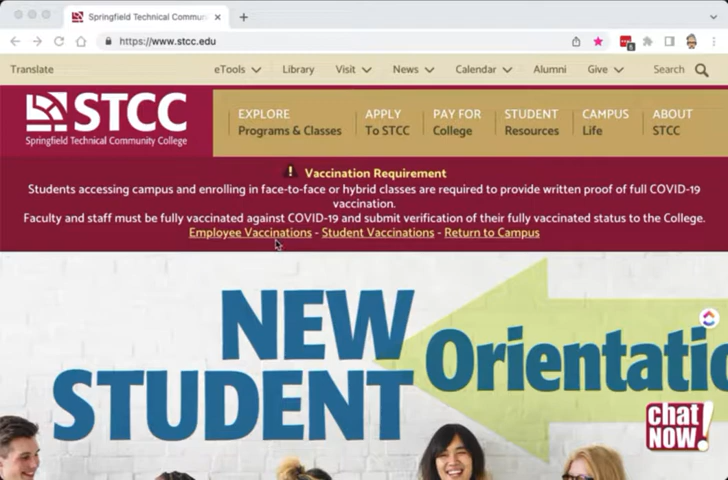 Springfield Technical Commun
https://www.stcc.edu
6
Translate
eTools
Library
Visit
News
Calendar
Alumni
Give
Search
STCC
Springfield Technical Community College
EXPLORE
Programs & Classes
APPLY
To STCC
PAY FOR
College
STUDENT
Resources
CAMPUS
Life
ABOUT
STCC
! Vaccination Requirement
Students accessing campus and enrolling in face-to-face or hybrid classes are required to provide written proof of full COVID-19
vaccination.
Faculty and staff must be fully vaccinated against COVID-19 and submit verification of their fully vaccinated status to the College.
Employee Vaccinations - Student Vaccinations - Return to Campus
NEW
STUDENT
Orientatio
chat
NOW!